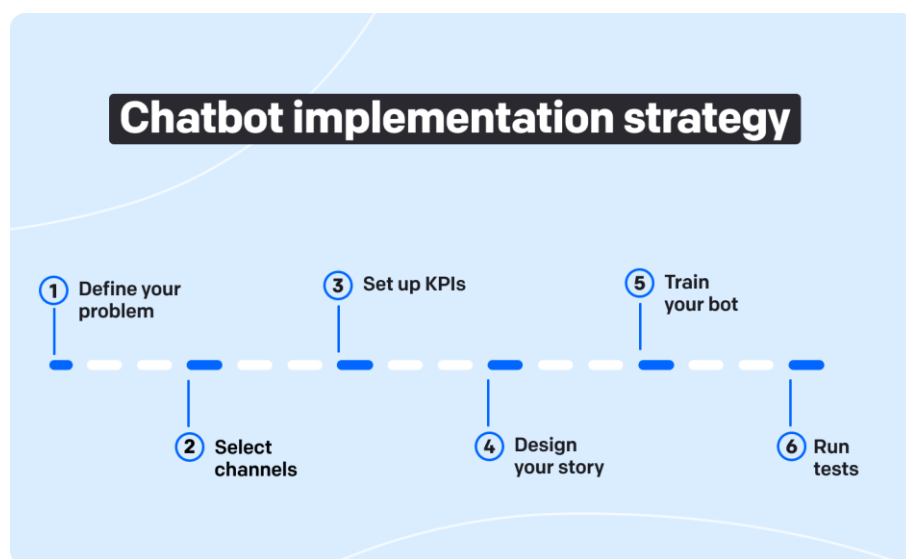 Chatbot implementation strategy
1 Define your
problem
2 Select
channels
3 Set up KPIs
4 Design
your story
5 Train
your bot
6 Run
tests